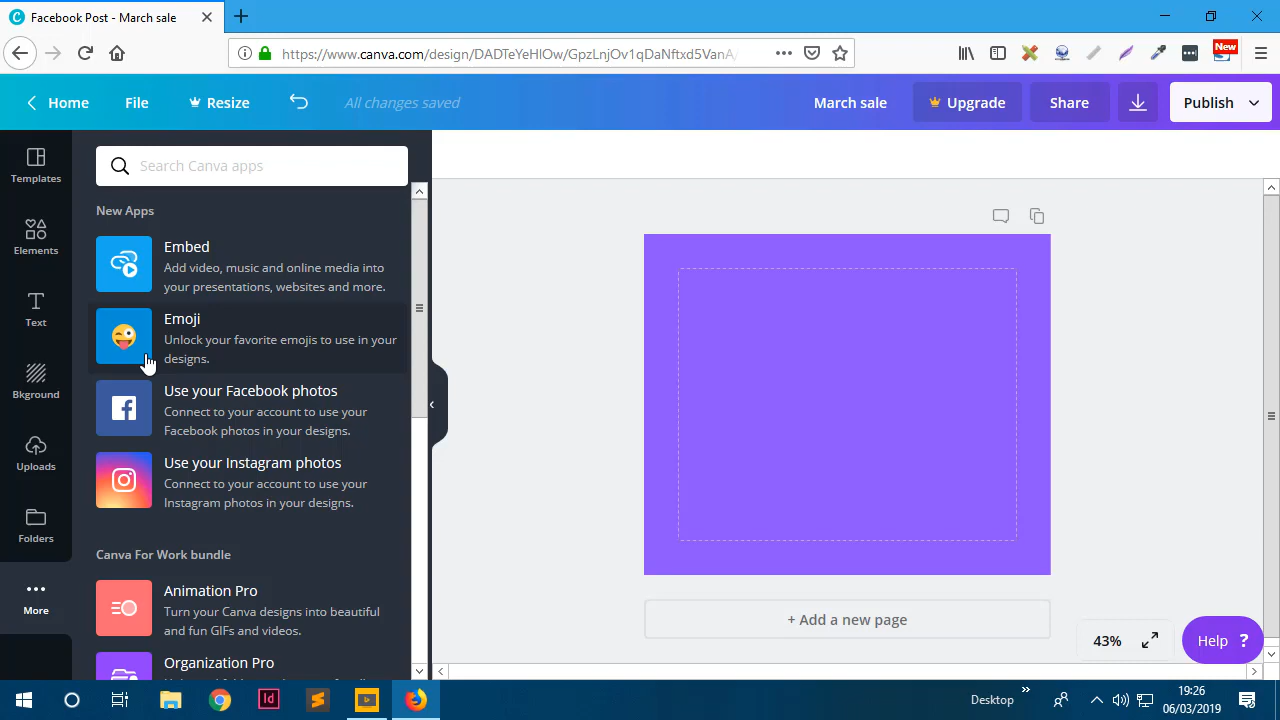 Facebook Post - March sale
https://www.canva.com/design/DADTeYeHlOw/GpzLnjOv1qDaNftxd5VanA/
New
Home
File
Resize
All changes saved
March sale
Upgrade
Share
Publish
Templates
Elements
Text
Bkground
Uploads
Folders
More
Search Canva apps
New Apps
Embed
Add video, music and online media into
your presentations, websites and more.
Emoji
Unlock your favorite emojis to use in your
designs.
Use your Facebook photos
Connect to your account to use your
Facebook photos in your designs.
Use your Instagram photos
Connect to your account to use your
Instagram photos in your designs.
Canva For Work bundle
Animation Pro
Turn your Canva designs into beautiful
and fun GIFs and videos.
Organization Pro
+ Add a new page
43%
Help ?
Id
Desktop
19:26
06/03/2019